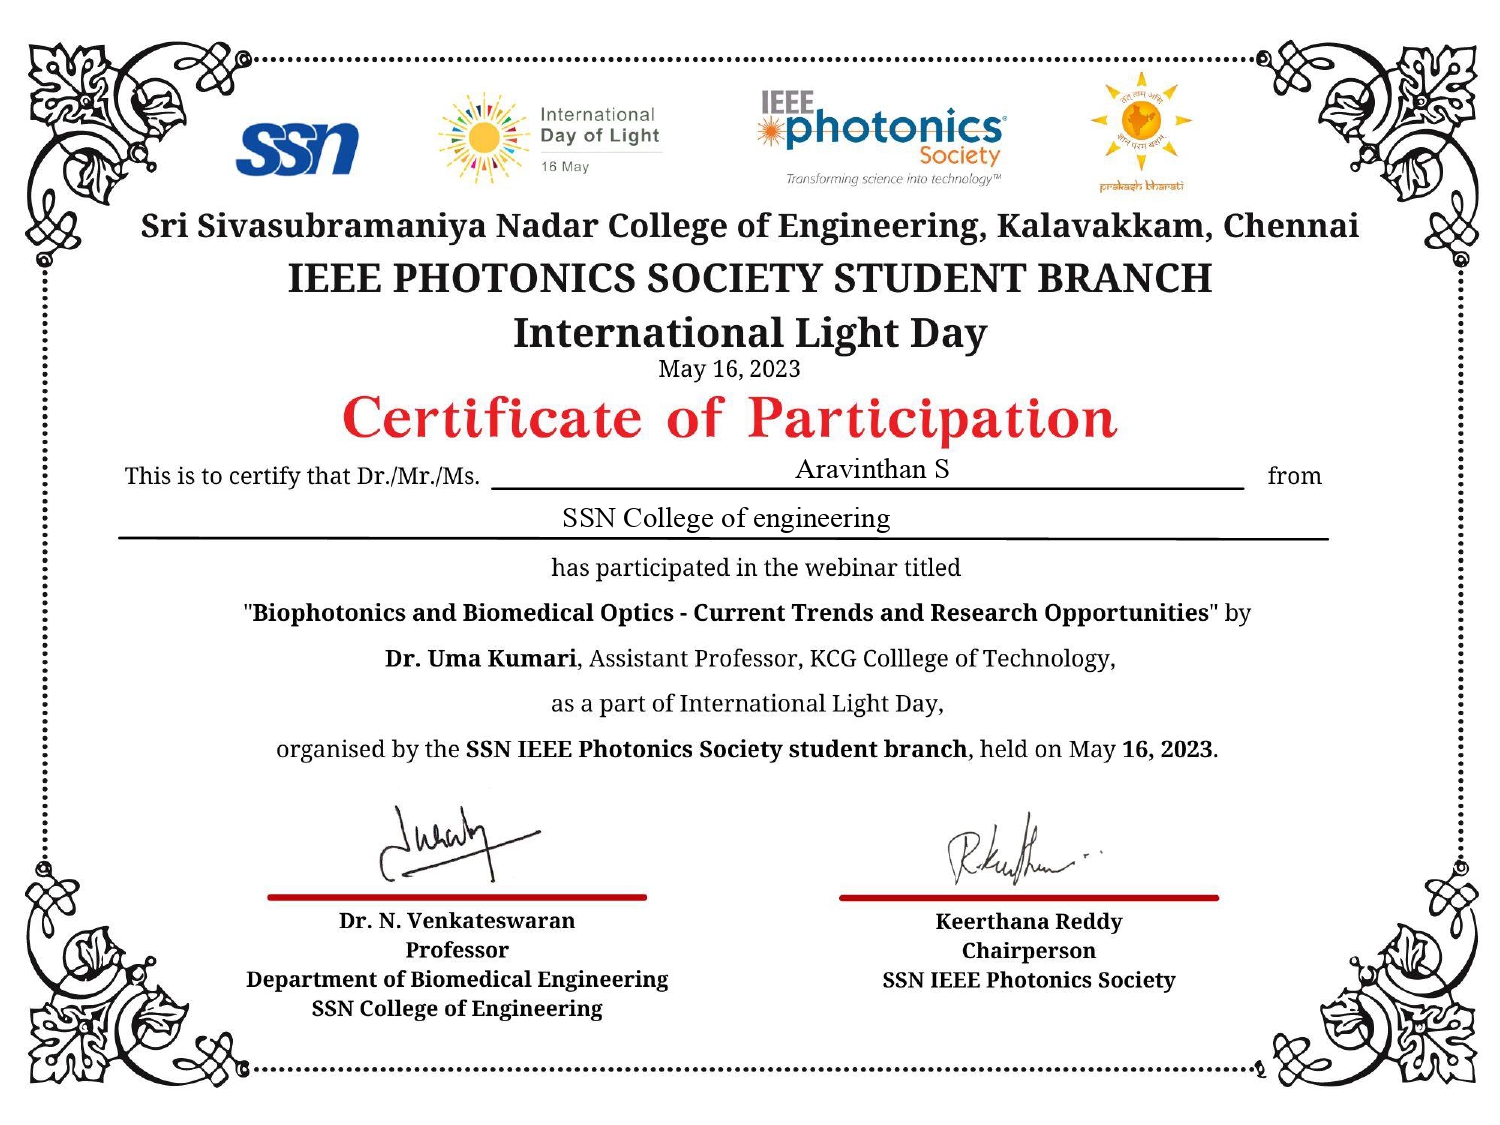 SSN
International
Day of Light
16 May
IEEE
photonics®
Society
Transforming science into technology™
prakash bharati
Sri Sivasubramaniya Nadar College of Engineering, Kalavakkam, Chennai
IEEE PHOTONICS SOCIETY STUDENT BRANCH
International Light Day
May 16, 2023
Certificate of Participation
This is to certify that Dr./Mr./Ms. Aravinthan S from
SSN College of engineering
has participated in the webinar titled
"Biophotonics and Biomedical Optics - Current Trends and Research Opportunities" by
Dr. Uma Kumari, Assistant Professor, KCG Colllege of Technology,
as a part of International Light Day,
organised by the SSN IEEE Photonics Society student branch, held on May 16, 2023.
Dr. N. Venkateswaran
Professor
Department of Biomedical Engineering
SSN College of Engineering
Keerthana Reddy
Chairperson
SSN IEEE Photonics Society